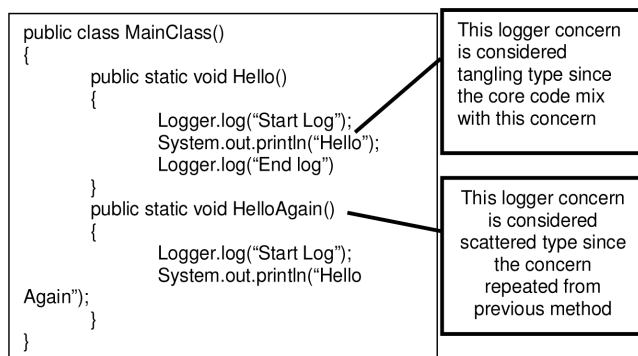 public class MainClass()
{
public static void Hello()
{
Logger.log(“Start Log”);
System.out.println(“Hello”);
Logger.log(“End log”)
}
public static void HelloAgain()
{
Logger.log(“Start Log”);
System.out.println(“Hello
Again”);
}
}
This logger concern
is considered
tangling type since
the core code mix
with this concern
This logger concern
is considered
scattered type since
the concern
repeated from
previous method